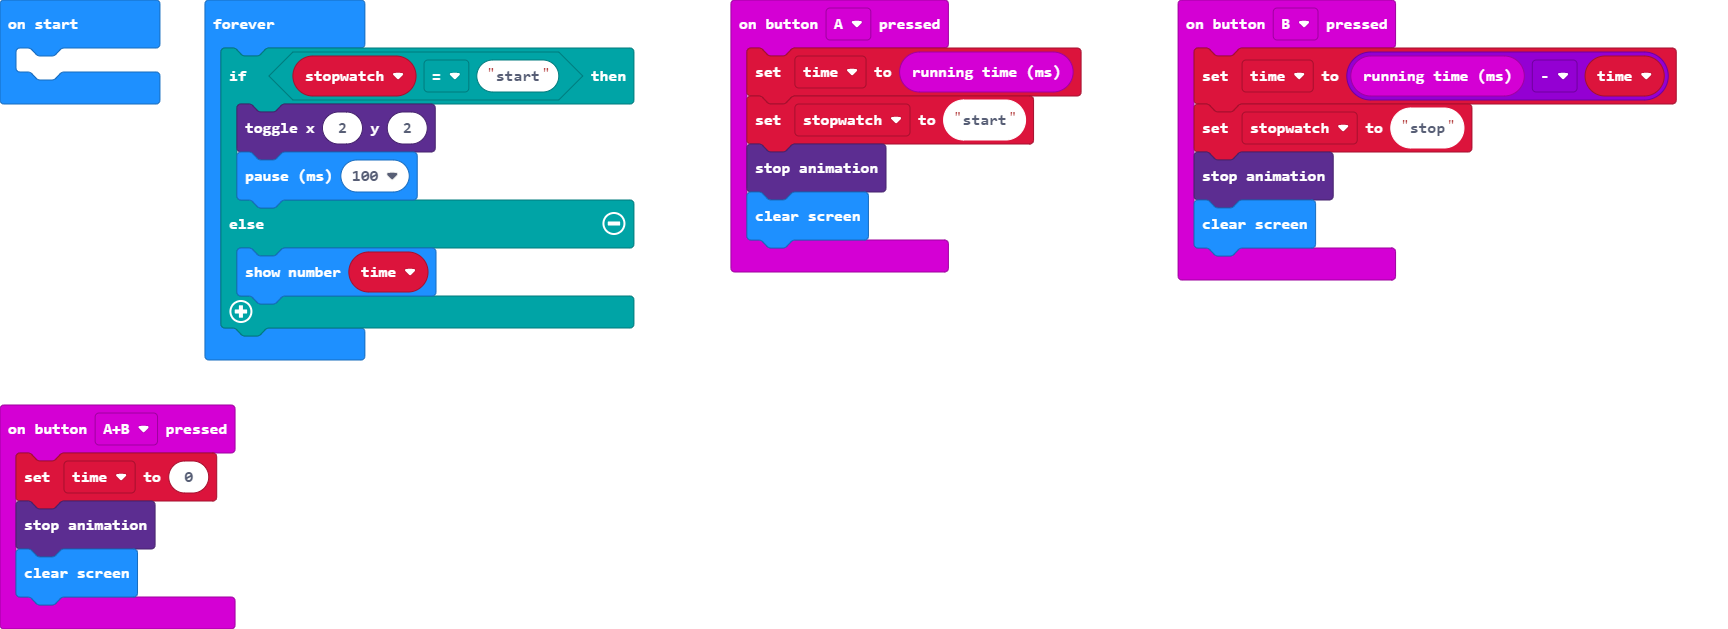 on start
forever
if stopwatch = "start" then
toggle x 2 y 2
pause (ms) 100
else
show number time
on button A pressed
set time to running time (ms)
set stopwatch to "start"
stop animation
clear screen
on button B pressed
set time to running time (ms) - time
set stopwatch to "stop"
stop animation
clear screen
on button A+B pressed
set time to 0
stop animation
clear screen